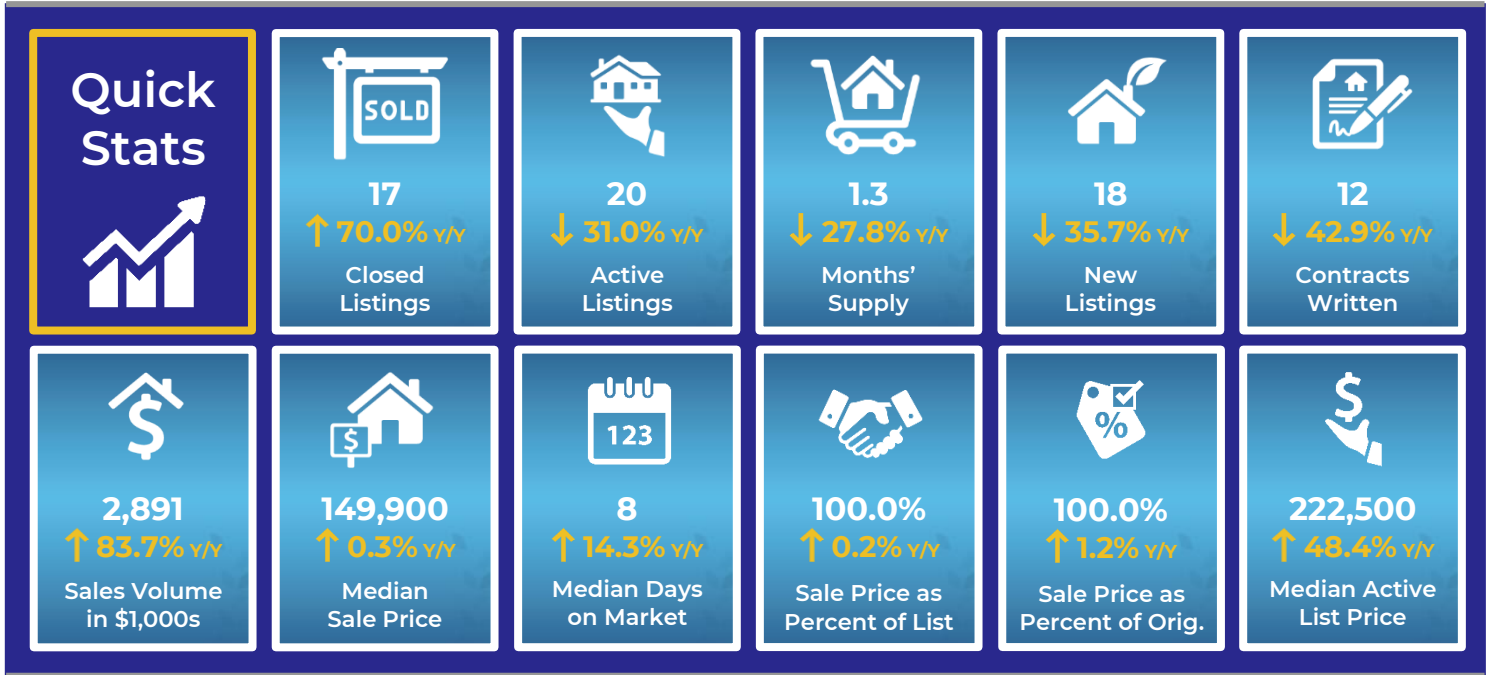 Quick
Stats
SOLD
17
↑ 70.0% Y/Y
Closed
Listings
20
↓ 31.0% Y/Y
Active
Listings
1.3
↓ 27.8% Y/Y
Months’
Supply
18
↓ 35.7% Y/Y
New
Listings
12
↓ 42.9% Y/Y
Contracts
Written
$
2,891
↑ 83.7% Y/Y
Sales Volume
in $1,000s
$
149,900
↑ 0.3% Y/Y
Median
Sale Price
123
8
↑ 14.3% Y/Y
Median Days
on Market
100.0%
↑ 0.2% Y/Y
Sale Price as
Percent of List
%
100.0%
↑ 1.2% Y/Y
Sale Price as
Percent of Orig.
$
222,500
↑ 48.4% Y/Y
Median Active
List Price